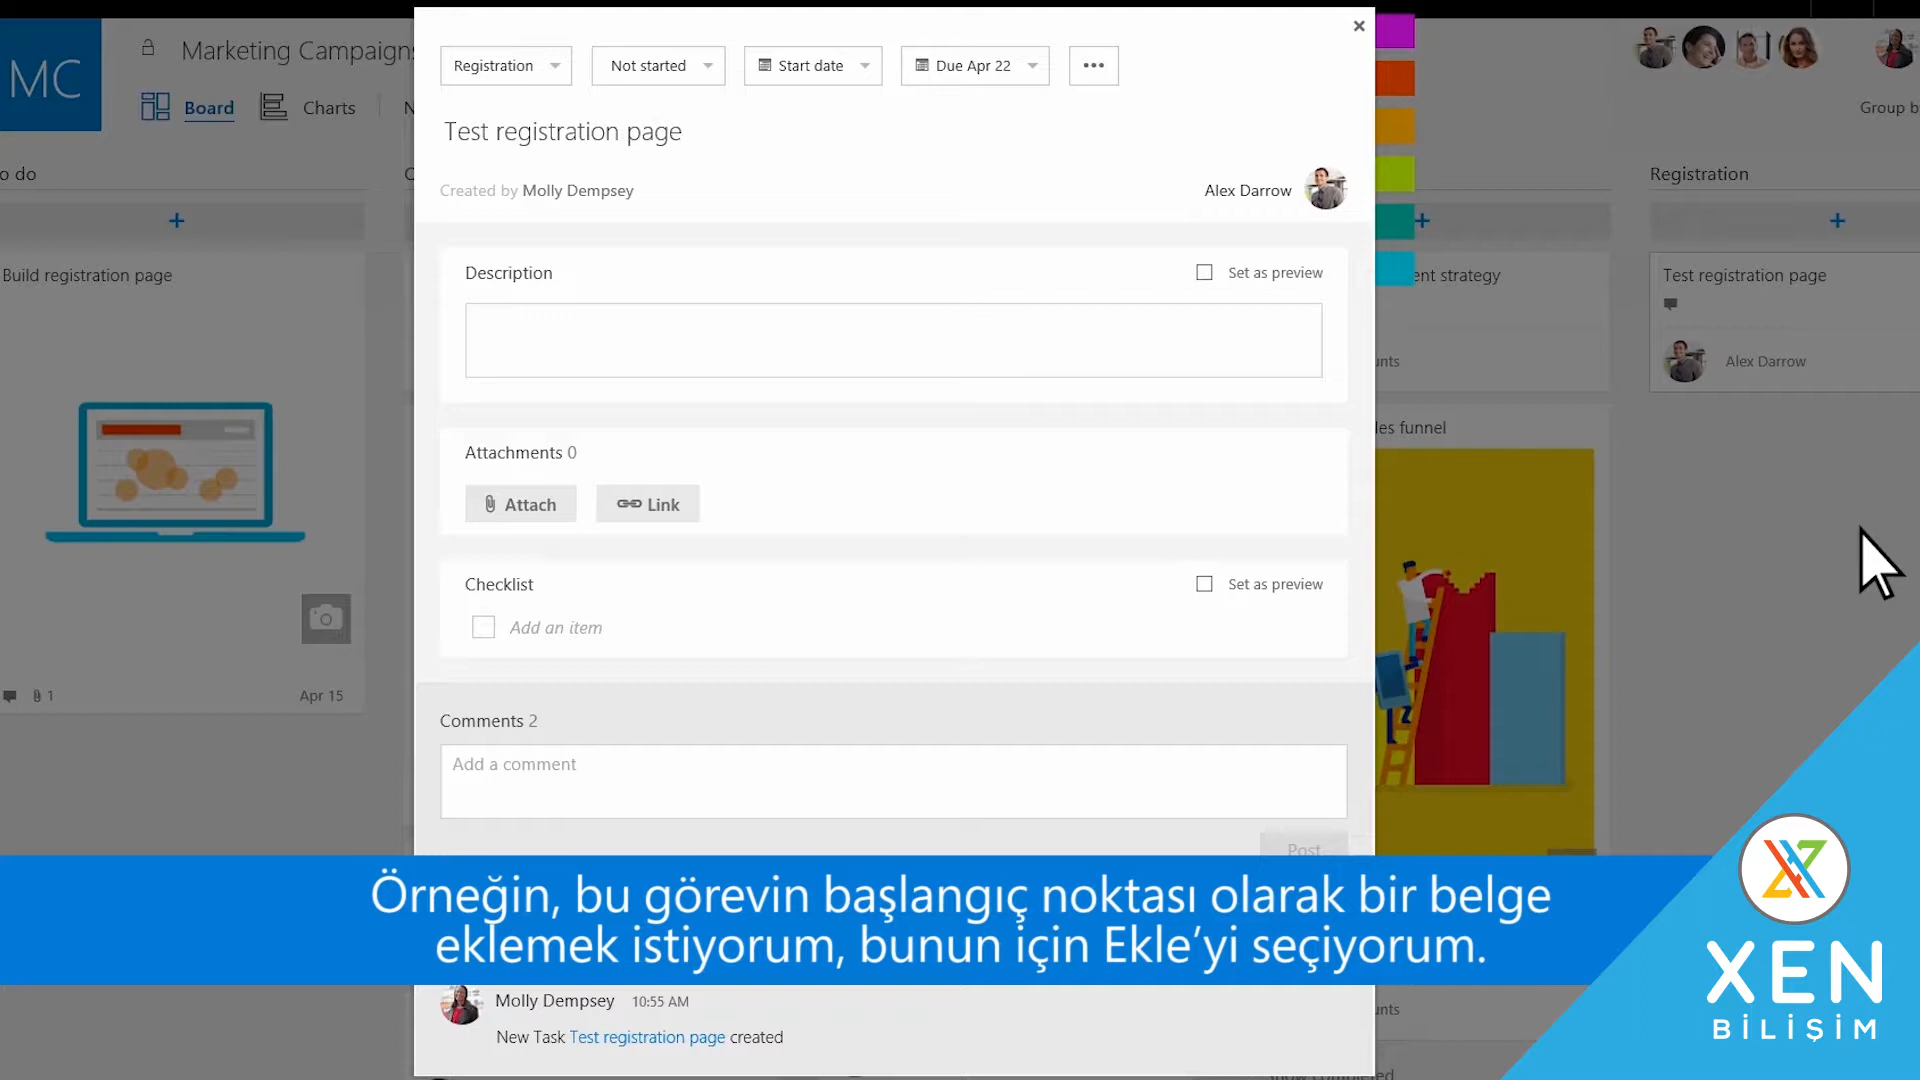 MC
Marketing Campaigns
Board
Charts
Group b
o do
Build registration page
1
Apr 15
Registration
Not started
Start date
Due Apr 22
Test registration page
Created by Molly Dempsey
Alex Darrow
Description
Set as preview
Attachments 0
Attach
Link
Checklist
Set as preview
Add an item
Comments 2
Add a comment
Post
Örneğin, bu görevin başlangıç noktası olarak bir belge
eklemek istiyorum, bunun için Ekle’yi seçiyorum.
Molly Dempsey 10:55 AM
New Task Test registration page created
ent strategy
unts
les funnel
unts
Registration
Test registration page
Alex Darrow
XEN
BİLİŞİM